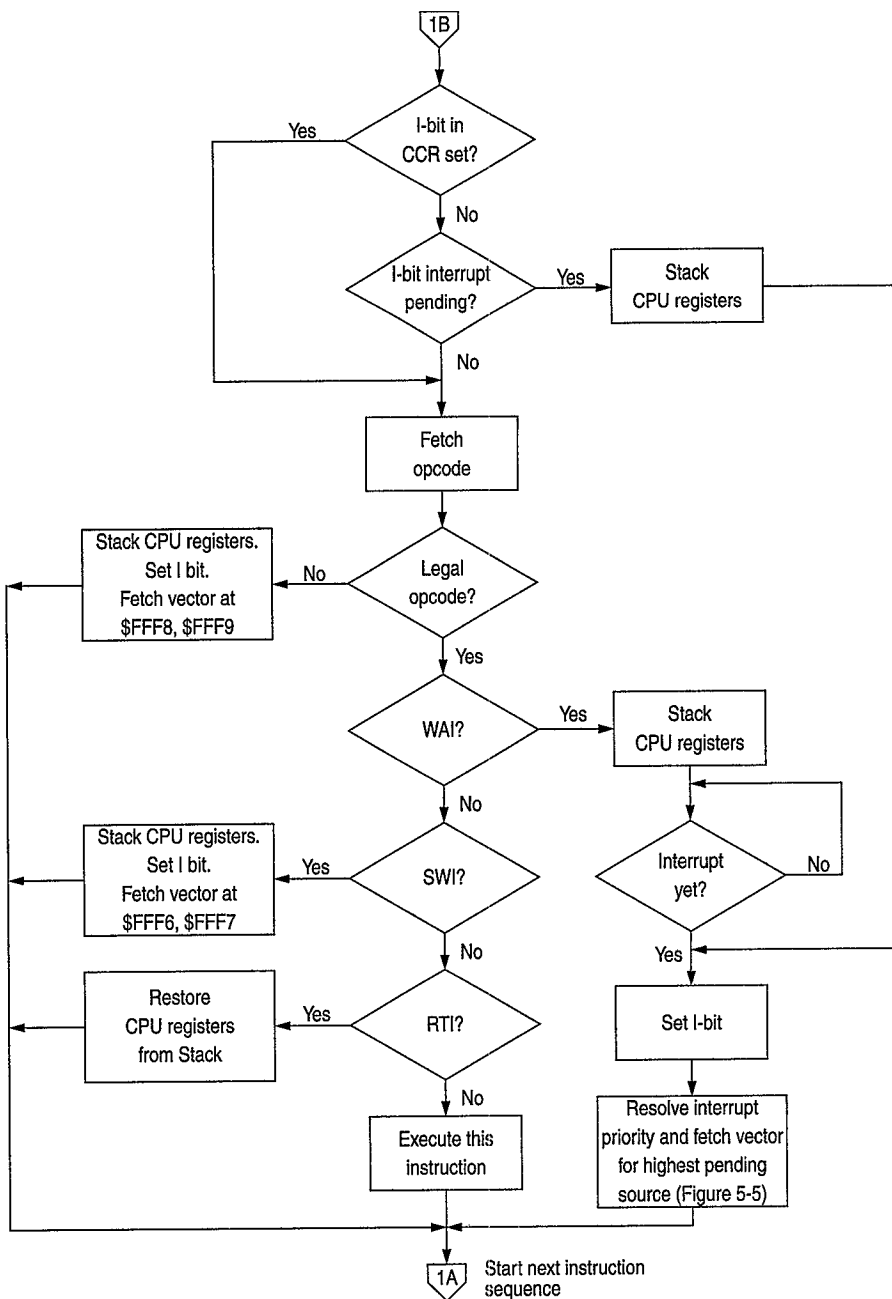 1B
I-bit in
CCR set?
Yes
No
I-bit interrupt
pending?
Yes
Stack
CPU registers
No
Fetch
opcode
Stack CPU registers.
Set I bit.
Fetch vector at
$FFF8, $FFF9
No
Legal
opcode?
Yes
WAI?
Yes
Stack
CPU registers
No
Stack CPU registers.
Set I bit.
Fetch vector at
$FFF6, $FFF7
Yes
SWI?
Interrupt
yet?
No
No
Yes
Restore
CPU registers
from Stack
Yes
RTI?
Set I-bit
No
Execute this
instruction
Resolve interrupt
priority and fetch vector
for highest pending
source (Figure 5-5)
1A
Start next instruction
sequence